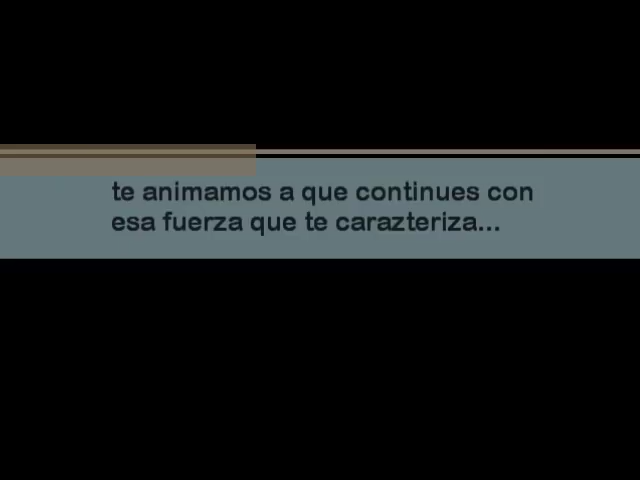 te animamos a que continues con
esa fuerza que te carazteriza...